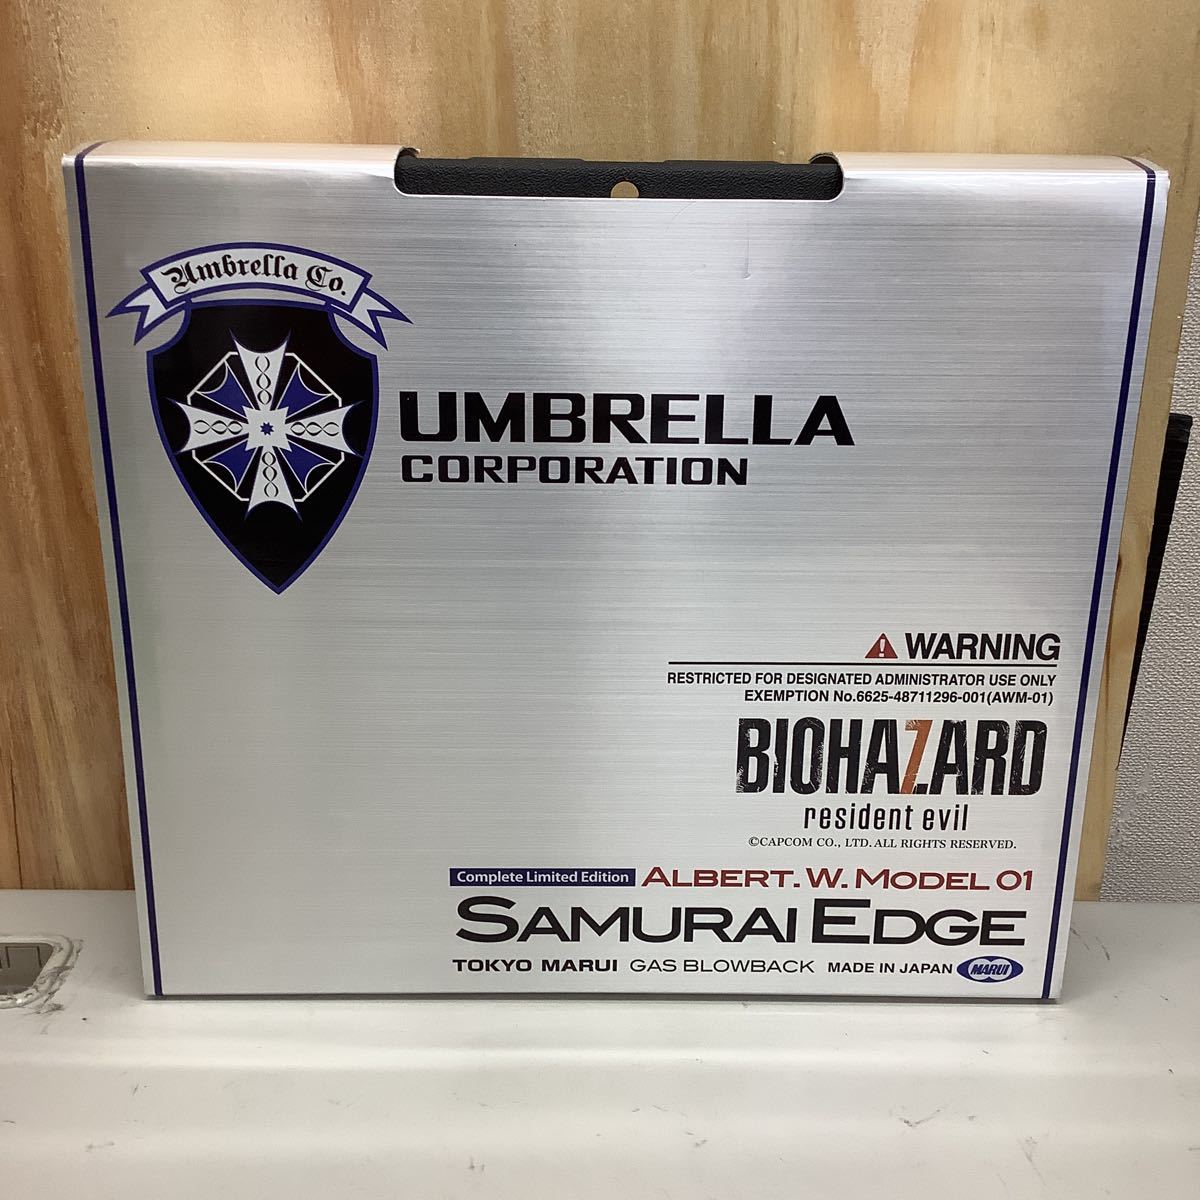 Umbrella Co.
UMBRELLA
CORPORATION
WARNING
RESTRICTED FOR DESIGNATED ADMINISTRATOR USE ONLY
EXEMPTION No.6625-48711296-001(AWM-01)
BIOHAZARD
resident evil
©CAPCOM CO., LTD. ALL RIGHTS RESERVED.
Complete Limited Edition ALBERT. W. MODEL 01
SAMURAI EDGE
TOKYO MARUI GAS BLOWBACK MADE IN JAPAN MARUI